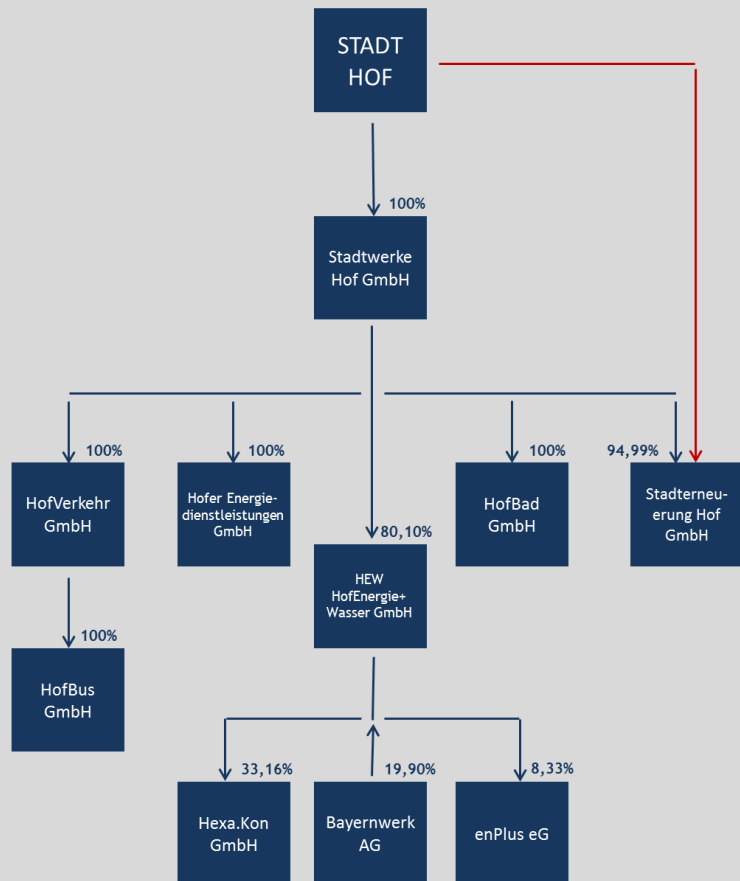 STADT
HOF
100%
Stadtwerke
Hof GmbH
100%
HofVerkehr
GmbH
100%
Hofer Energie-
dienstleistungen
GmbH
100%
HofBad
GmbH
94,99%
Stadterneu-
erung Hof
GmbH
80,10%
HEW
HofEnergie+
Wasser GmbH
100%
HofBus
GmbH
33,16%
Hexa.Kon
GmbH
19,90%
Bayernwerk
AG
8,33%
enPlus eG